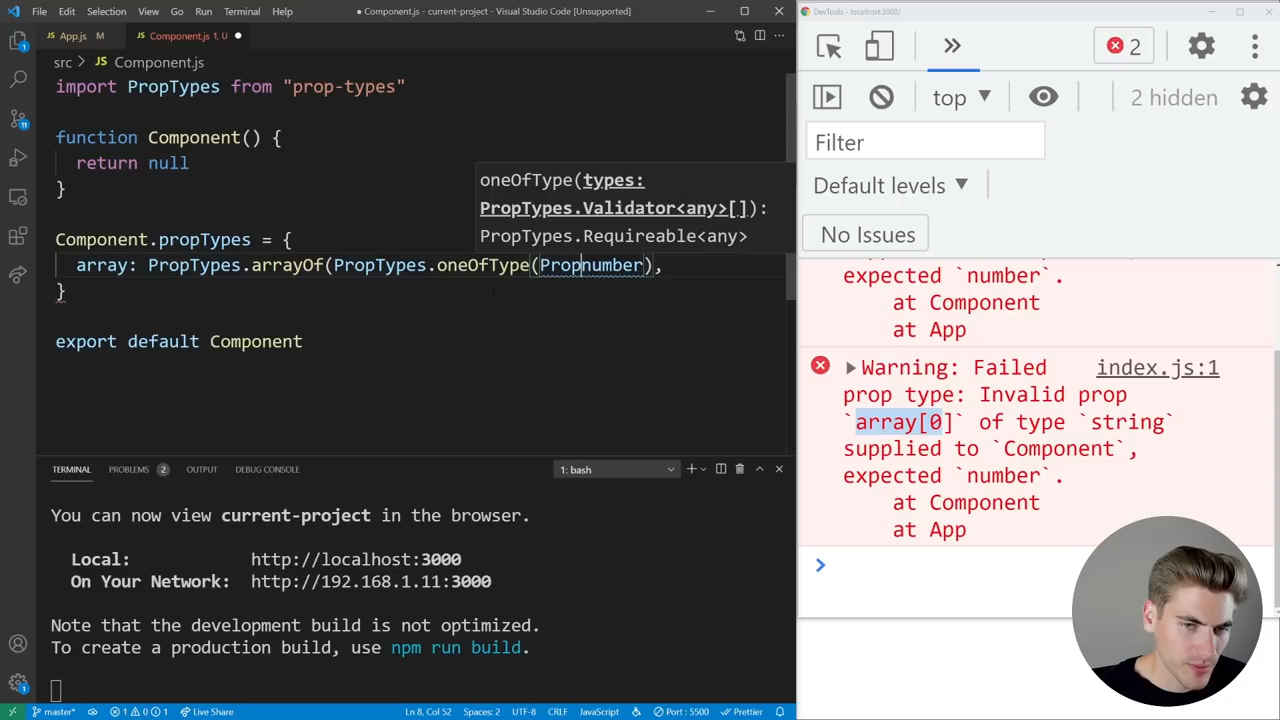 File Edit Selection View Go Run Terminal Help
● Component.js - current-project - Visual Studio Code [Unsupported]
App.js M
Component.js 1, U ●
src > Component.js
import PropTypes from "prop-types"
function Component() {
return null
}
oneOfType(types:
PropTypes.Validator<any>[]):
PropTypes.Requireable<any>
Component.propTypes = {
array: PropTypes.arrayOf(PropTypes.oneOfType(Propnumber),
}
export default Component
TERMINAL PROBLEMS 2 OUTPUT DEBUG CONSOLE
1: bash
You can now view current-project in the browser.
Local: http://localhost:3000
On Your Network: http://192.168.1.11:3000
Note that the development build is not optimized.
To create a production build, use npm run build.
1
11
1
master* 1 0 1 Live Share
Ln 8, Col 52 Spaces: 2 UTF-8 CRLF JavaScript Port : 5500 Prettier
DevTools - localhost:3000/
2
top
2 hidden
Filter
Default levels
No Issues
expected `number`.
at Component
at App
Warning: Failed index.js:1
prop type: Invalid prop
`array[0]` of type `string`
supplied to `Component`,
expected `number`.
at Component
at App